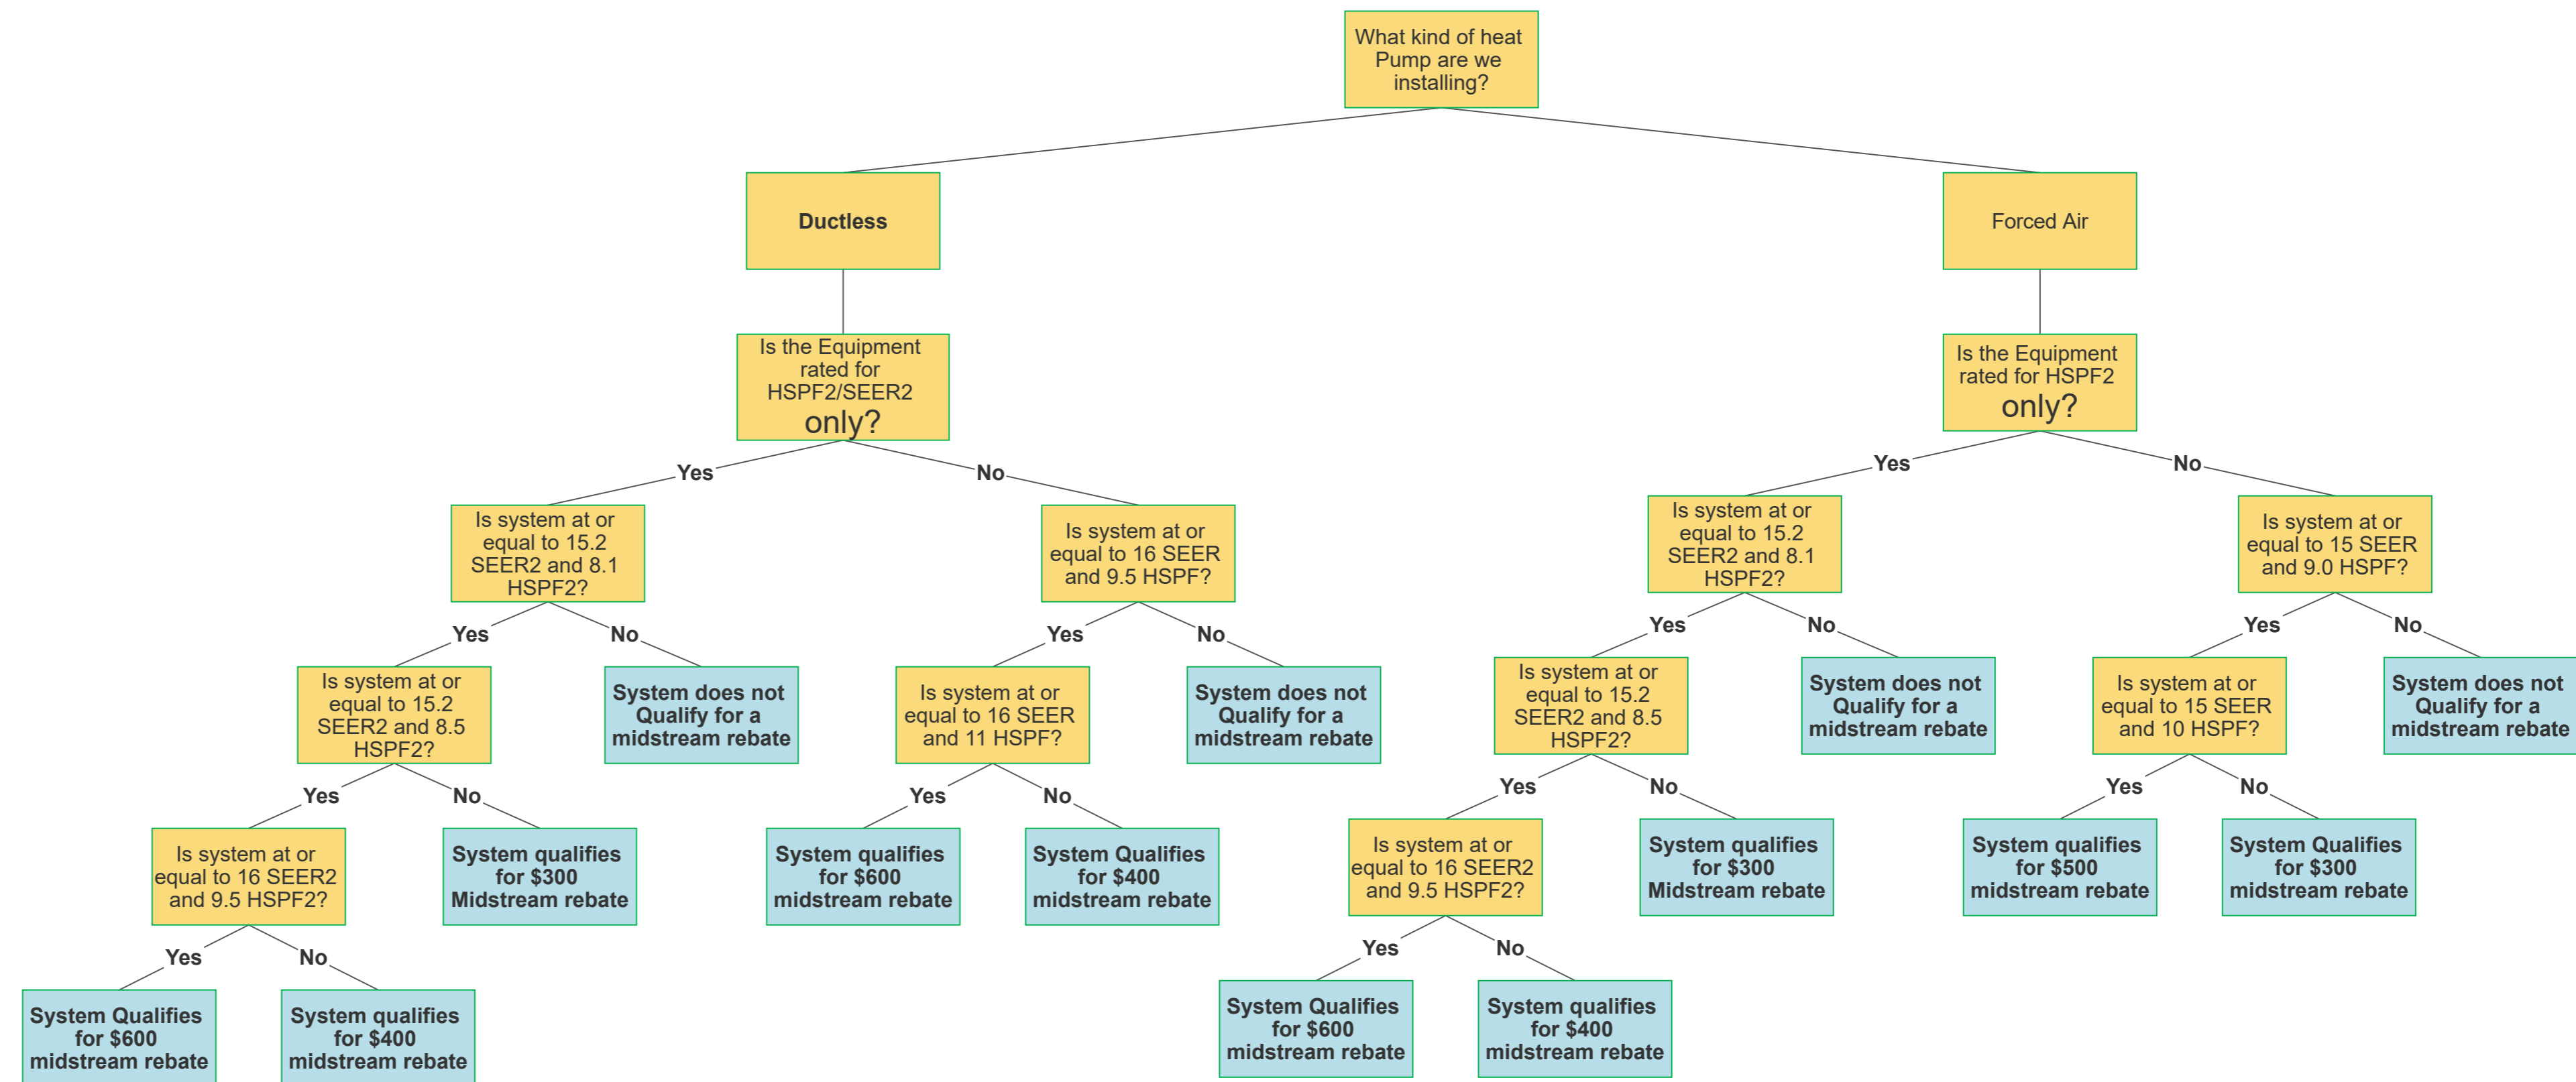 What kind of heat
Pump are we
installing?
Ductless
Forced Air
Is the Equipment
rated for
HSPF2/SEER2
only?
Is the Equipment
rated for HSPF2
only?
Yes
No
Yes
No
Is system at or
equal to 15.2
SEER2 and 8.1
HSPF2?
Is system at or
equal to 16 SEER
and 9.5 HSPF?
Is system at or
equal to 15.2
SEER2 and 8.1
HSPF2?
Is system at or
equal to 15 SEER
and 9.0 HSPF?
Yes
No
Yes
No
Yes
No
Yes
No
Is system at or
equal to 15.2
SEER2 and 8.5
HSPF2?
System does not
Qualify for a
midstream rebate
Is system at or
equal to 16 SEER
and 11 HSPF?
System does not
Qualify for a
midstream rebate
Is system at or
equal to 15.2
SEER2 and 8.5
HSPF2?
System does not
Qualify for a
midstream rebate
Is system at or
equal to 15 SEER
and 10 HSPF?
System does not
Qualify for a
midstream rebate
Yes
No
Yes
No
Yes
No
Yes
No
Is system at or
equal to 16 SEER2
and 9.5 HSPF2?
System qualifies
for $300
Midstream rebate
System qualifies
for $600
midstream rebate
System Qualifies
for $400
midstream rebate
Is system at or
equal to 16 SEER2
and 9.5 HSPF2?
System qualifies
for $300
Midstream rebate
System qualifies
for $500
midstream rebate
System Qualifies
for $300
midstream rebate
Yes
No
Yes
No
System Qualifies
for $600
midstream rebate
System qualifies
for $400
midstream rebate
System Qualifies
for $600
midstream rebate
System qualifies
for $400
midstream rebate